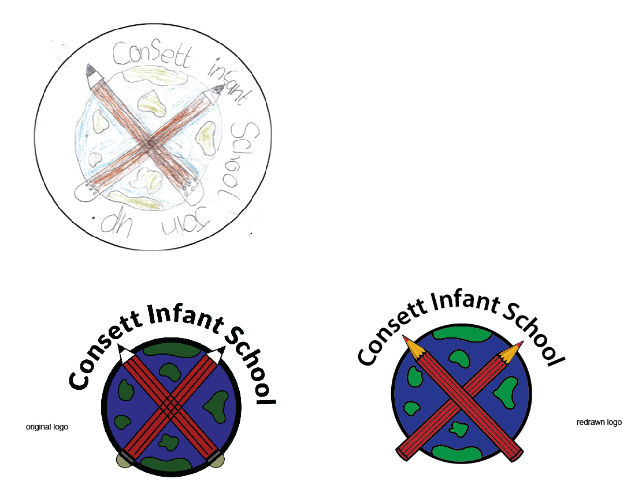 Consett infant School
Join up.
Consett Infant School
Consett Infant School
original logo
redrawn logo